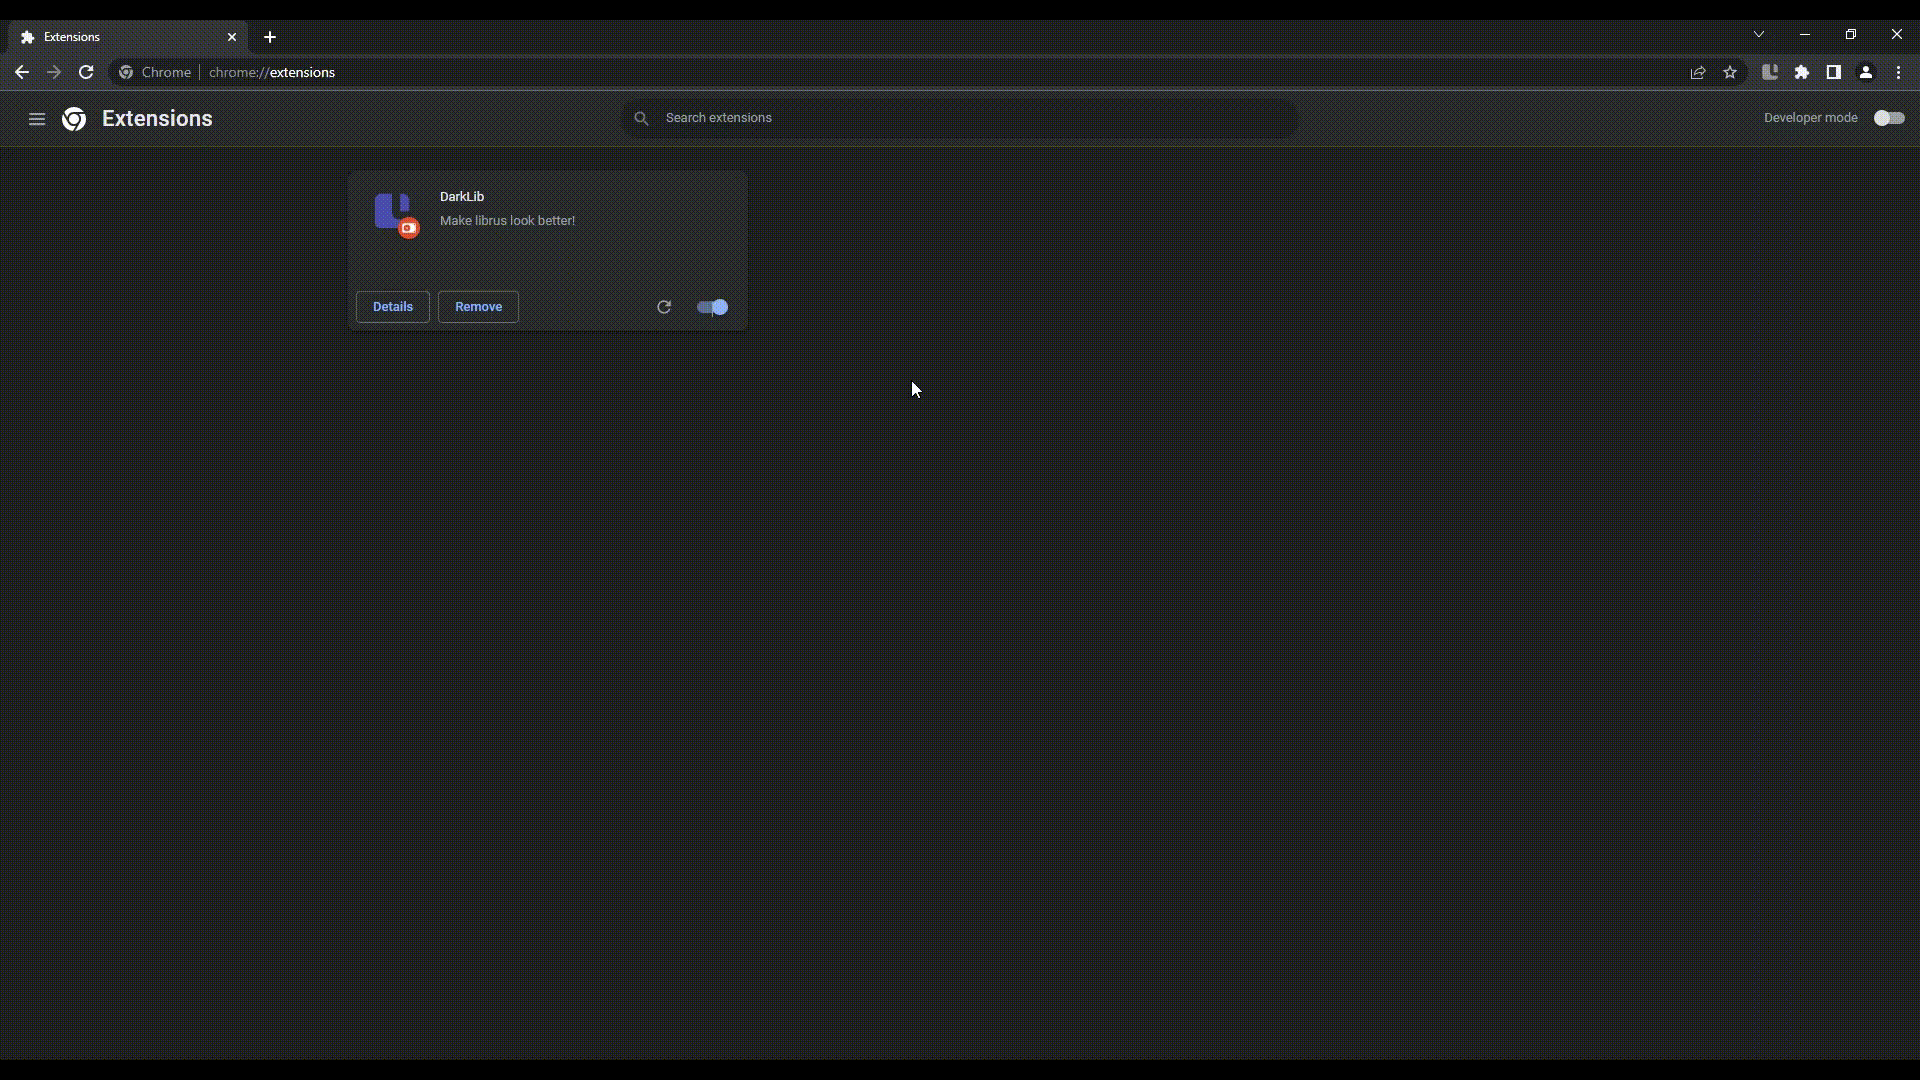 Extensions
Chrome
chrome://extensions
Extensions
Search extensions
Developer mode
DarkLib
Make librus look better!
Details
Remove